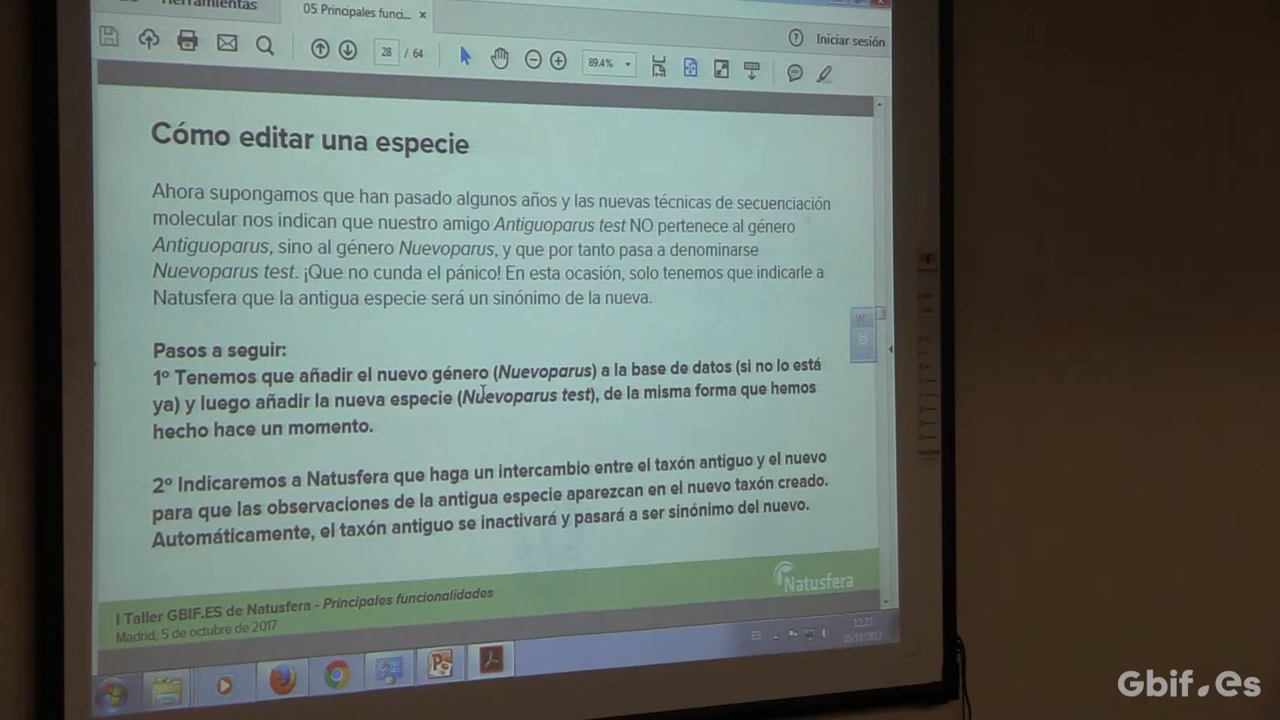 Herramientas
05 Principales funci... ×
28 / 64
89.4%
Iniciar sesión
Cómo editar una especie
Ahora supongamos que han pasado algunos años y las nuevas técnicas de secuenciación
molecular nos indican que nuestro amigo Antiguoparus test NO pertenece al género
Antiguoparus, sino al género Nuevoparus, y que por tanto pasa a denominarse
Nuevoparus test. ¡Que no cunda el pánico! En esta ocasión, solo tenemos que indicarle a
Natusfera que la antigua especie será un sinónimo de la nueva.
Pasos a seguir:
1º Tenemos que añadir el nuevo género (Nuevoparus) a la base de datos (si no lo está
ya) y luego añadir la nueva especie (Nuevoparus test), de la misma forma que hemos
hecho hace un momento.
2º Indicaremos a Natusfera que haga un intercambio entre el taxón antiguo y el nuevo
para que las observaciones de la antigua especie aparezcan en el nuevo taxón creado.
Automáticamente, el taxón antiguo se inactivará y pasará a ser sinónimo del nuevo.
Natusfera
I Taller GBIF.ES de Natusfera - Principales funcionalidades
Madrid, 5 de octubre de 2017
ES
12:23
05/10/2017
Gbif.es